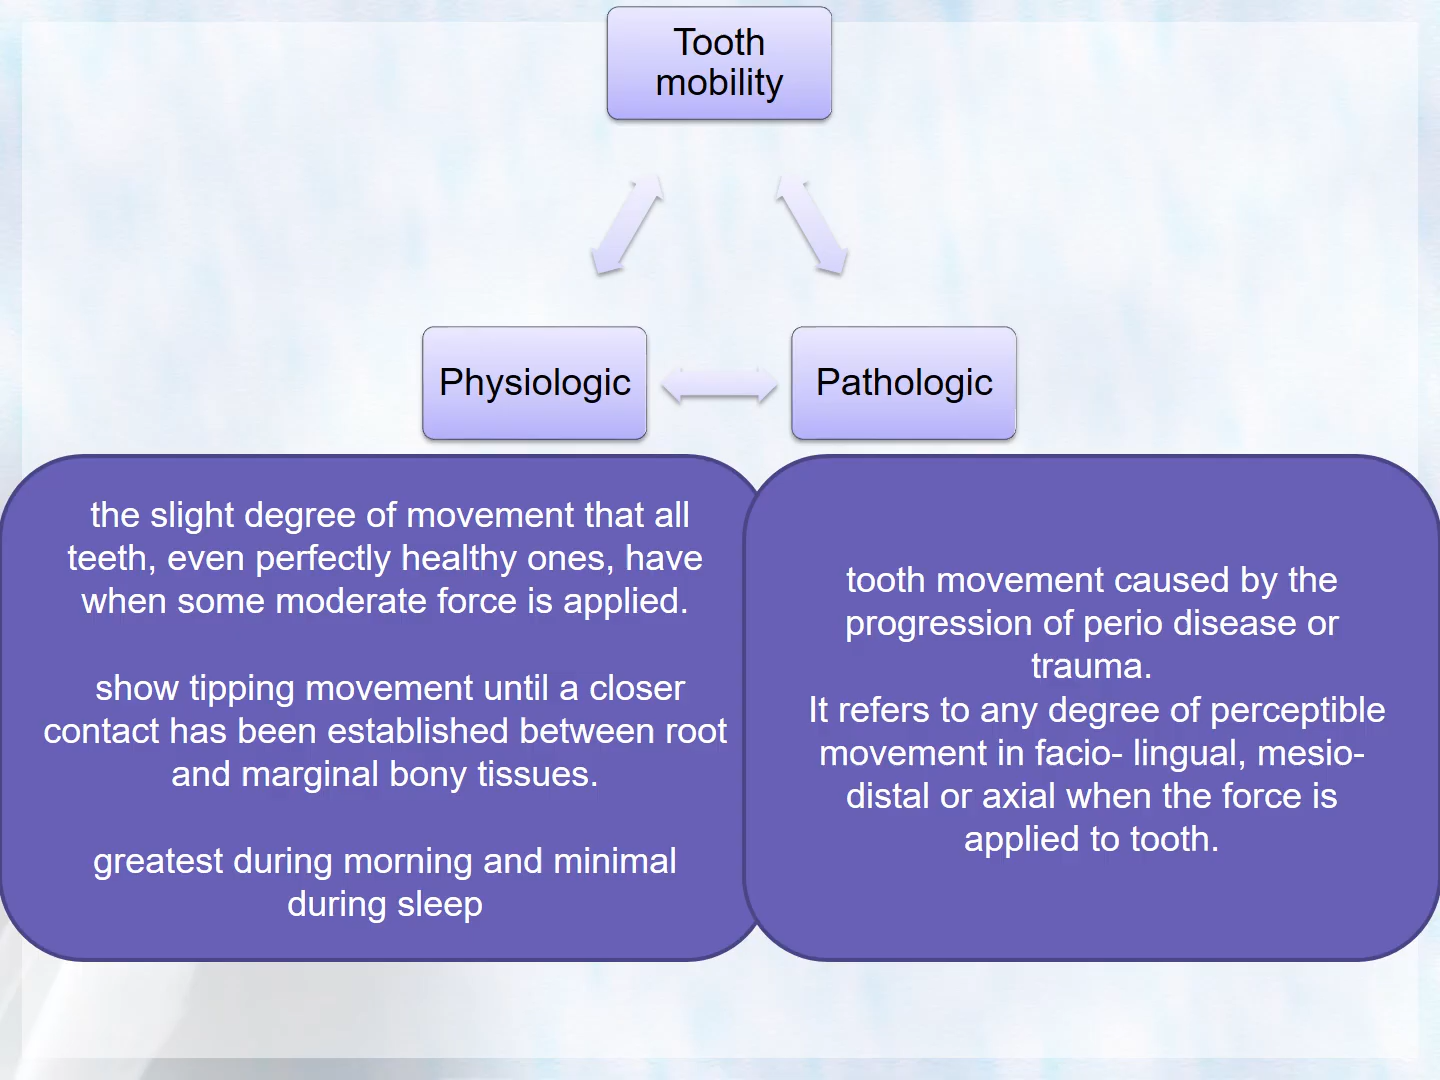 Tooth
mobility
Physiologic
Pathologic
the slight degree of movement that all
teeth, even perfectly healthy ones, have
when some moderate force is applied.
show tipping movement until a closer
contact has been established between root
and marginal bony tissues.
greatest during morning and minimal
during sleep
tooth movement caused by the
progression of perio disease or
trauma.
It refers to any degree of perceptible
movement in facio- lingual, mesio-
distal or axial when the force is
applied to tooth.